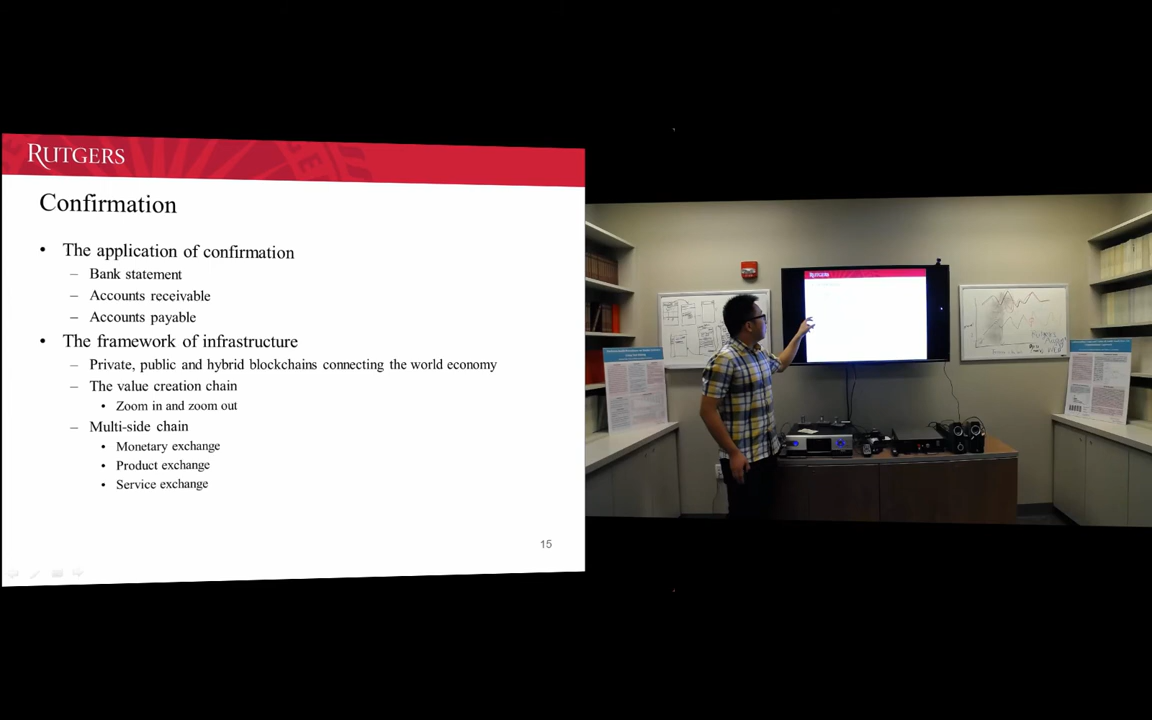 RUTGERS
Confirmation
• The application of confirmation
– Bank statement
– Accounts receivable
– Accounts payable
• The framework of infrastructure
– Private, public and hybrid blockchains connecting the world economy
– The value creation chain
• Zoom in and zoom out
– Multi-side chain
• Monetary exchange
• Product exchange
• Service exchange
15
RUTGERS